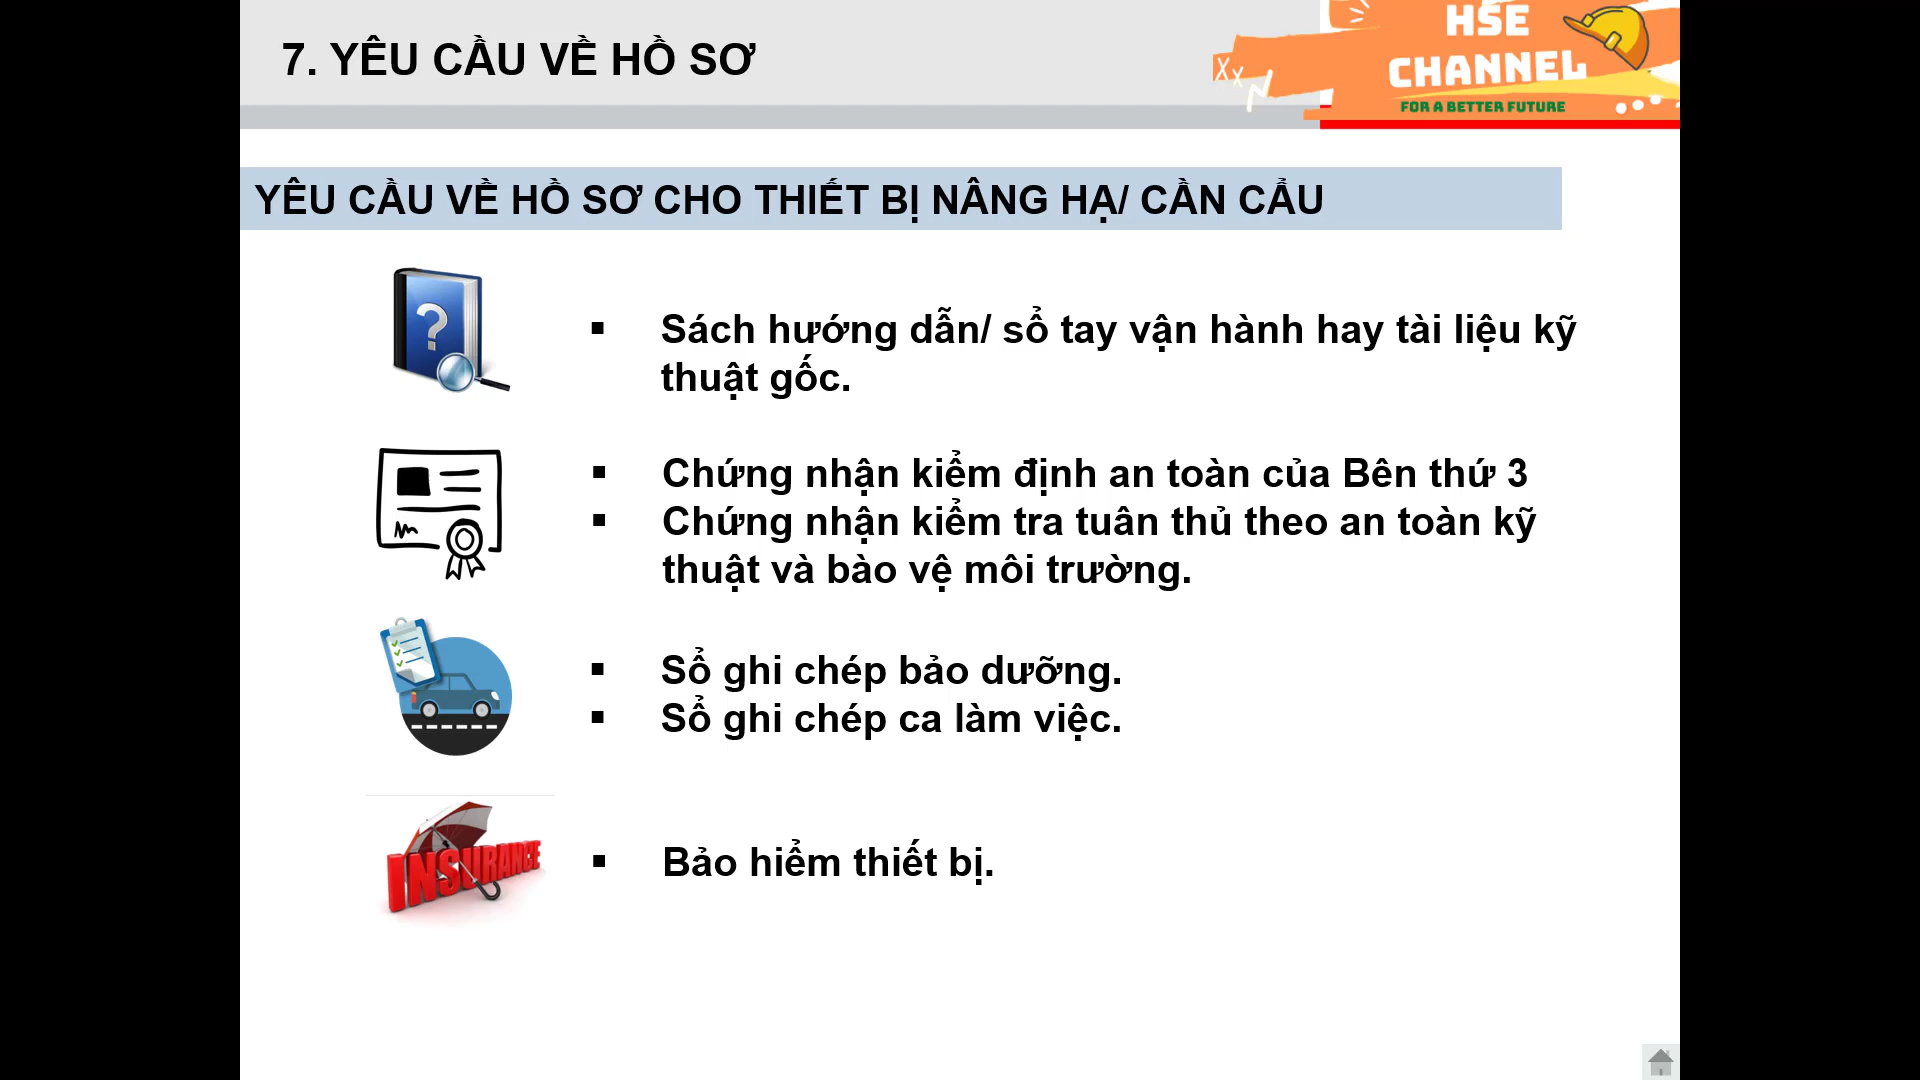 7. YÊU CẦU VỀ HỒ SƠ
HSE
CHANNEL
FOR A BETTER FUTURE
YÊU CẦU VỀ HỒ SƠ CHO THIẾT BỊ NÂNG HẠ/ CẦN CẨU
▪ Sách hướng dẫn/ sổ tay vận hành hay tài liệu kỹ
thuật gốc.
▪ Chứng nhận kiểm định an toàn của Bên thứ 3
▪ Chứng nhận kiểm tra tuân thủ theo an toàn kỹ
thuật và bào vệ môi trường.
▪ Sổ ghi chép bảo dưỡng.
▪ Sổ ghi chép ca làm việc.
INSURANCE
▪ Bảo hiểm thiết bị.